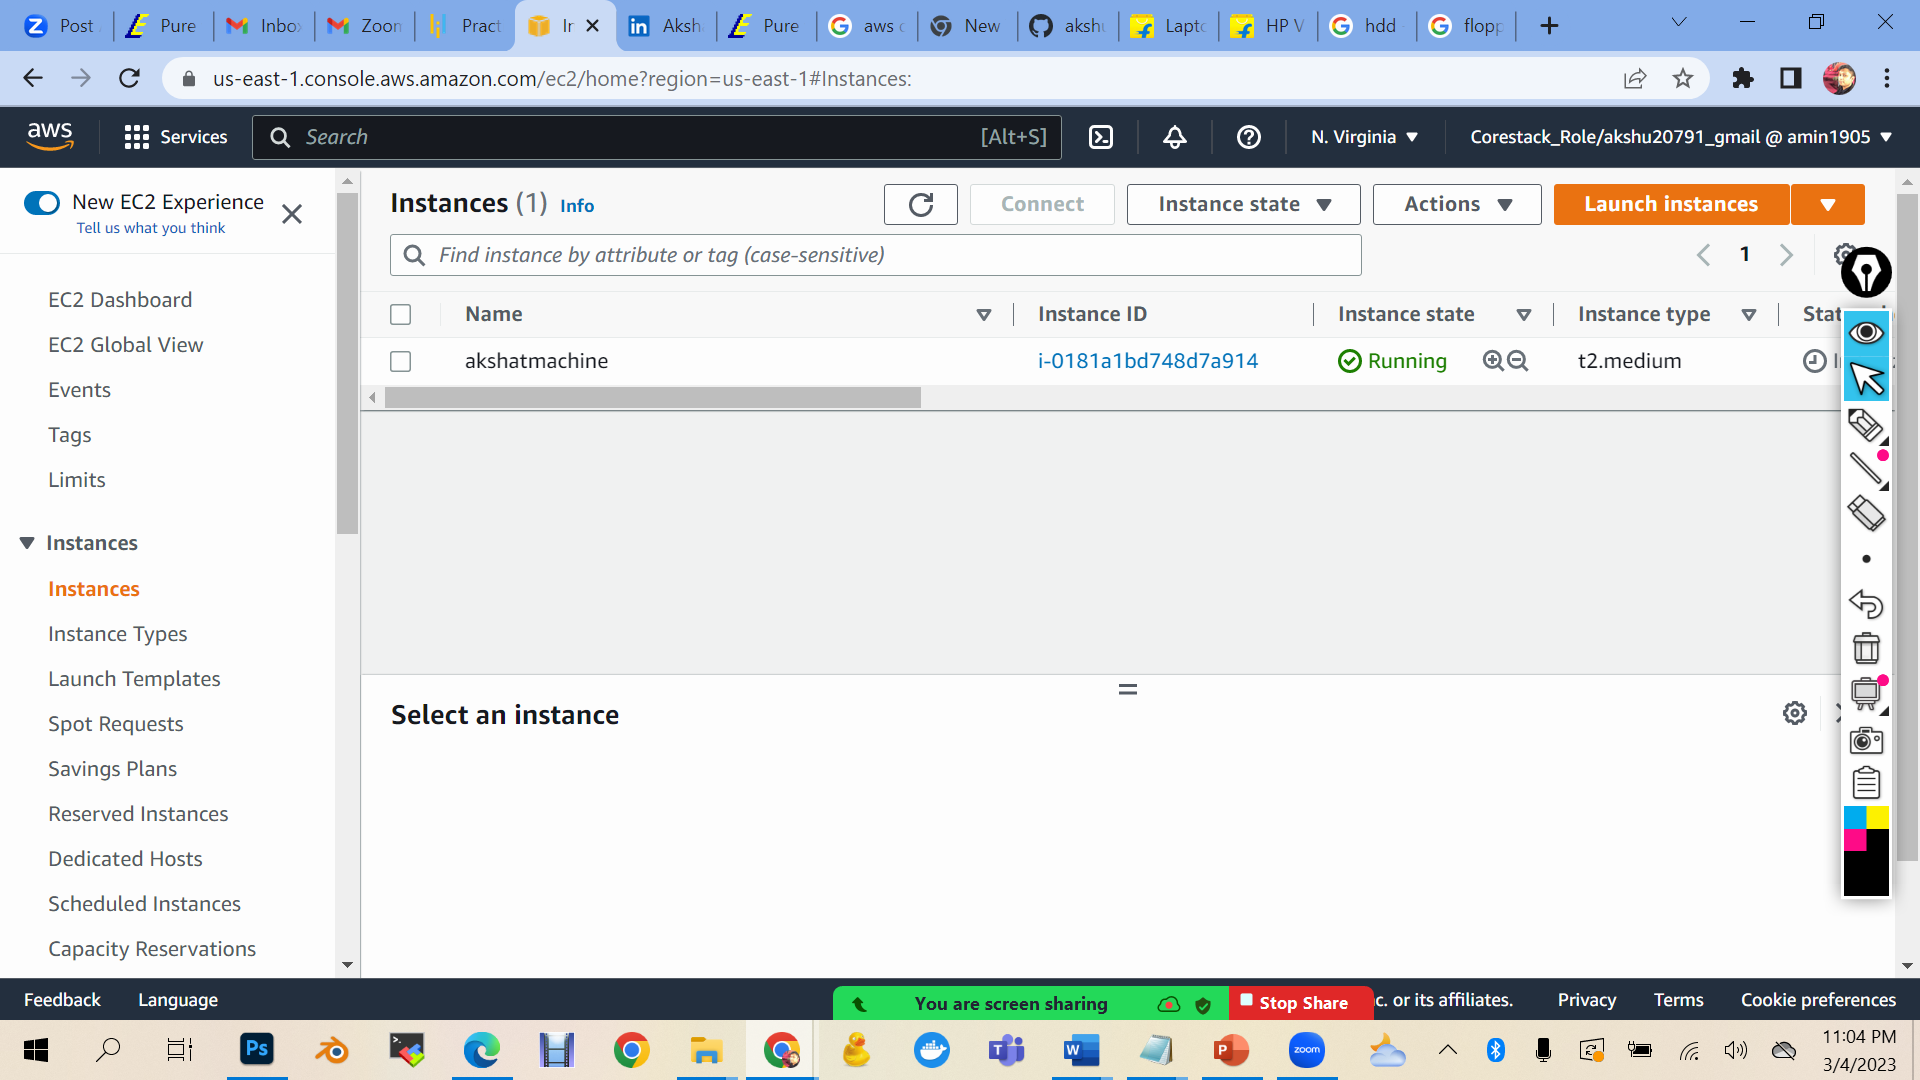 Post
Pure
Inbo
Zoon
Pract
In
Aksh
Pure
aws c
New
akshu
Lapto
HP V
hdd
flopp
us-east-1.console.aws.amazon.com/ec2/home?region=us-east-1#Instances:
aws
Services
Search
[Alt+S]
N. Virginia
Corestack_Role/akshu20791_gmail @ amin1905
New EC2 Experience
Tell us what you think
EC2 Dashboard
EC2 Global View
Events
Tags
Limits
Instances
Instances
Instance Types
Launch Templates
Spot Requests
Savings Plans
Reserved Instances
Dedicated Hosts
Scheduled Instances
Capacity Reservations
Instances (1) Info
Connect
Instance state
Actions
Launch instances
Find instance by attribute or tag (case-sensitive)
1
Name
Instance ID
Instance state
Instance type
Stat
akshatmachine
i-0181a1bd748d7a914
Running
t2.medium
Select an instance
Feedback
Language
You are screen sharing
Stop Share
c. or its affiliates.
Privacy
Terms
Cookie preferences
Ps
W
P
zoom
11:04 PM
3/4/2023